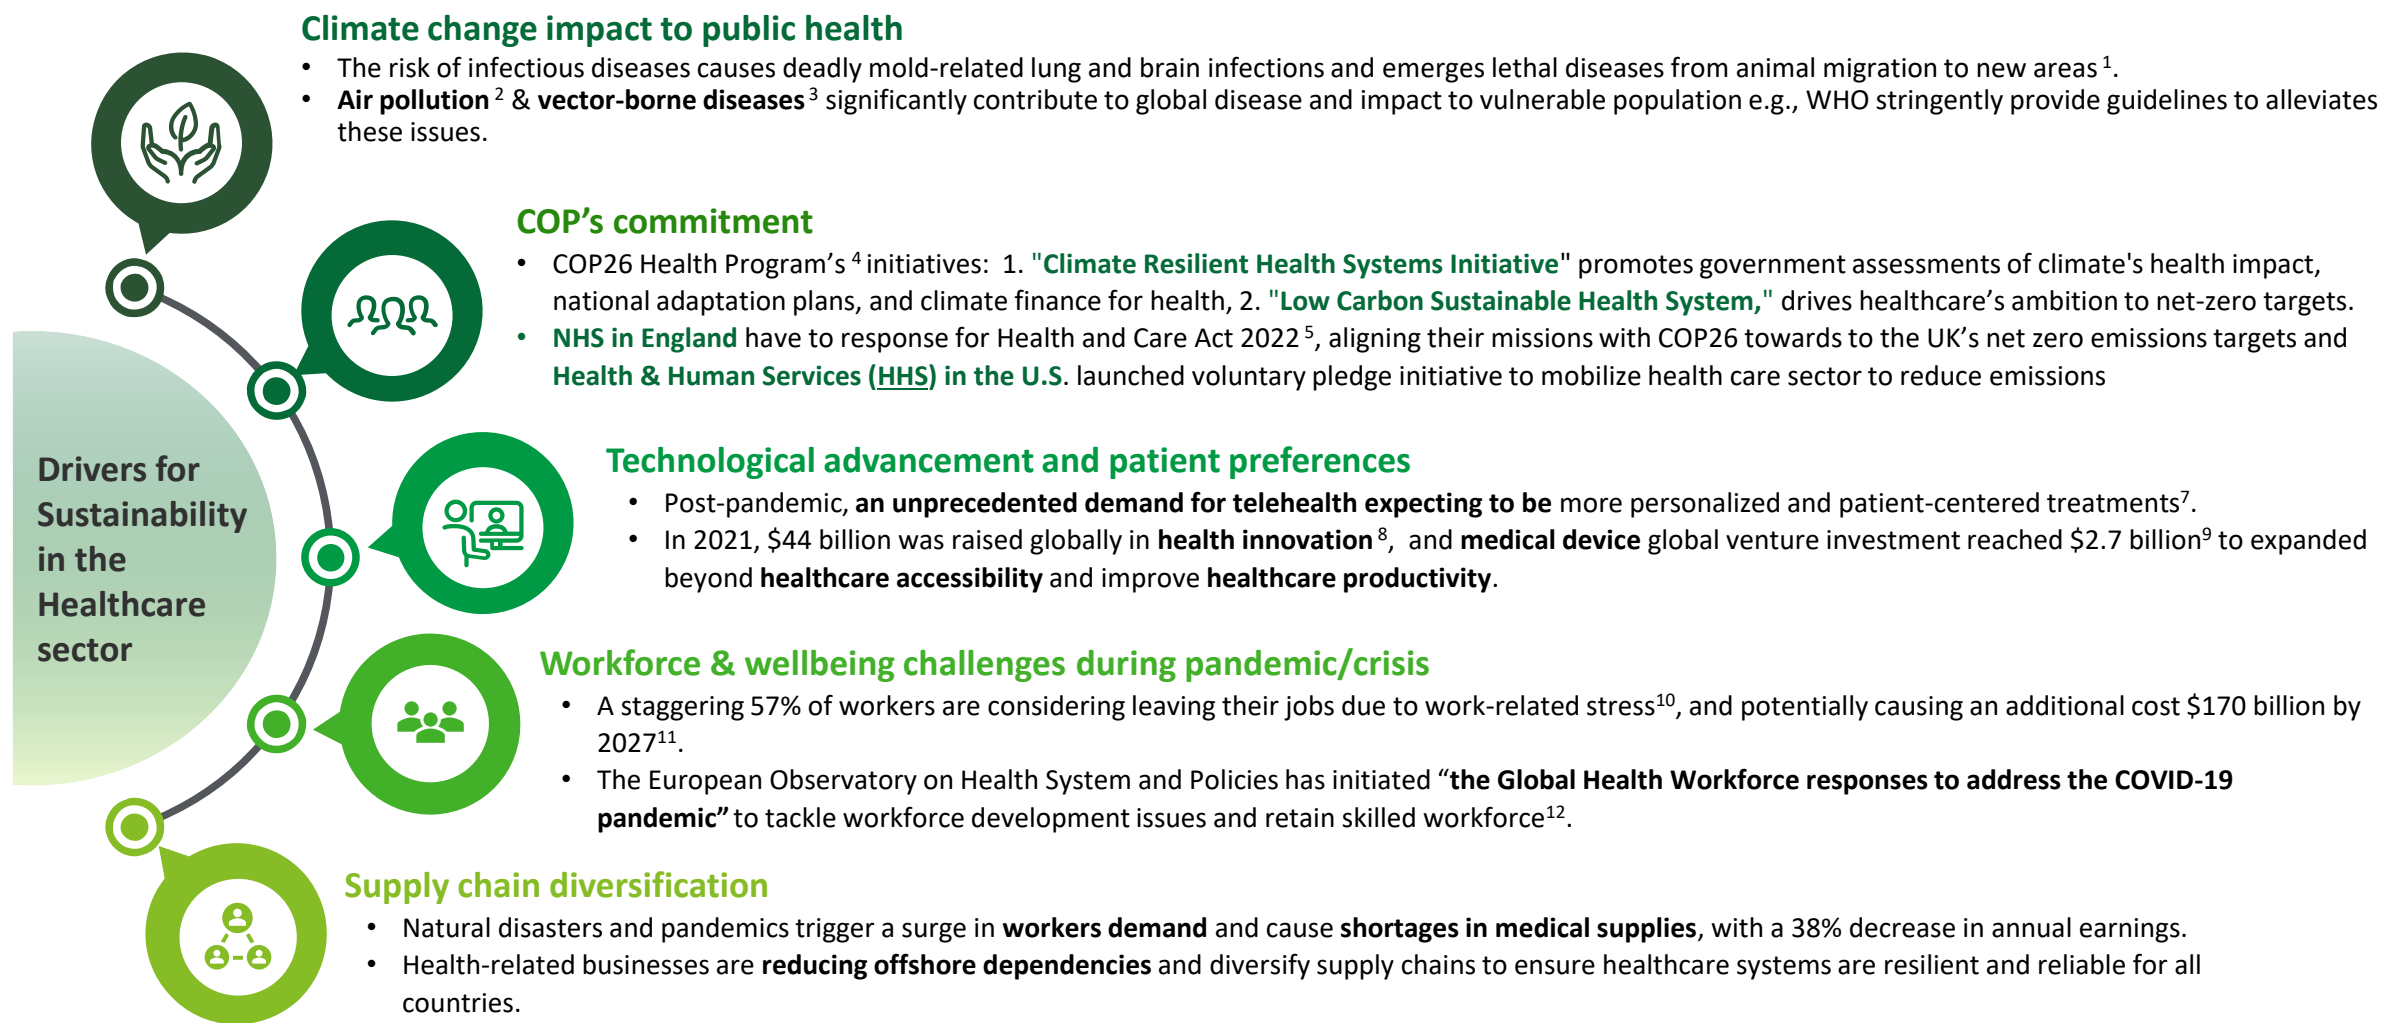 Climate change impact to public health
• The risk of infectious diseases causes deadly mold-related lung and brain infections and emerges lethal diseases from animal migration to new areas 1.
• Air pollution 2 & vector-borne diseases 3 significantly contribute to global disease and impact to vulnerable population e.g., WHO stringently provide guidelines to alleviates
these issues.
COP's commitment
• COP26 Health Program's 4 initiatives: 1. "Climate Resilient Health Systems Initiative" promotes government assessments of climate's health impact,
national adaptation plans, and climate finance for health, 2. "Low Carbon Sustainable Health System," drives healthcare's ambition to net-zero targets.
• NHS in England have to response for Health and Care Act 2022 5, aligning their missions with COP26 towards to the UK's net zero emissions targets and
Health & Human Services (HHS) in the U.S. launched voluntary pledge initiative to mobilize health care sector to reduce emissions
Drivers for
Sustainability
in the
Healthcare
sector
Technological advancement and patient preferences
• Post-pandemic, an unprecedented demand for telehealth expecting to be more personalized and patient-centered treatments7.
• In 2021, $44 billion was raised globally in health innovation 8, and medical device global venture investment reached $2.7 billion9 to expanded
beyond healthcare accessibility and improve healthcare productivity.
Workforce & wellbeing challenges during pandemic/crisis
• A staggering 57% of workers are considering leaving their jobs due to work-related stress10, and potentially causing an additional cost $170 billion by
202711.
• The European Observatory on Health System and Policies has initiated “the Global Health Workforce responses to address the COVID-19
pandemic” to tackle workforce development issues and retain skilled workforce12.
Supply chain diversification
• Natural disasters and pandemics trigger a surge in workers demand and cause shortages in medical supplies, with a 38% decrease in annual earnings.
• Health-related businesses are reducing offshore dependencies and diversify supply chains to ensure healthcare systems are resilient and reliable for all
countries.